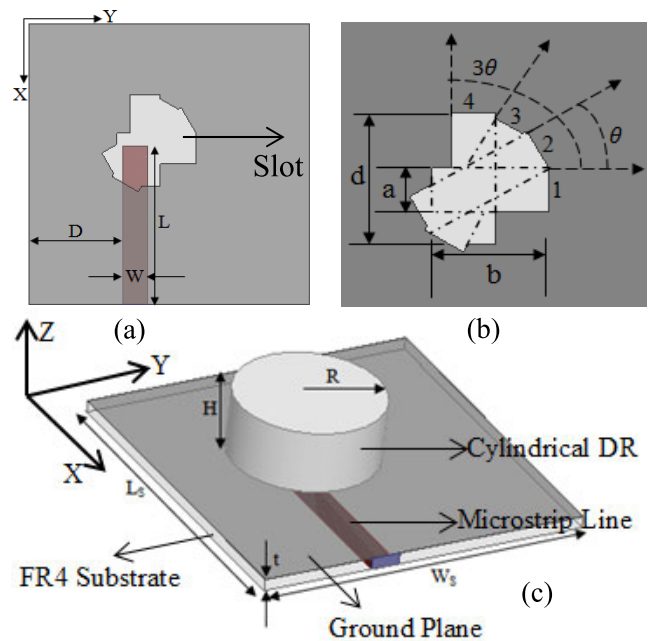 Y
X
Slot
D
L
W
(a)
3θ
4
3
θ
2
d
a
1
b
(b)
Z
Y
R
H
X
Cylindrical DR
Ls
Microstrip Line
FR4 Substrate
t
Ws
(c)
Ground Plane